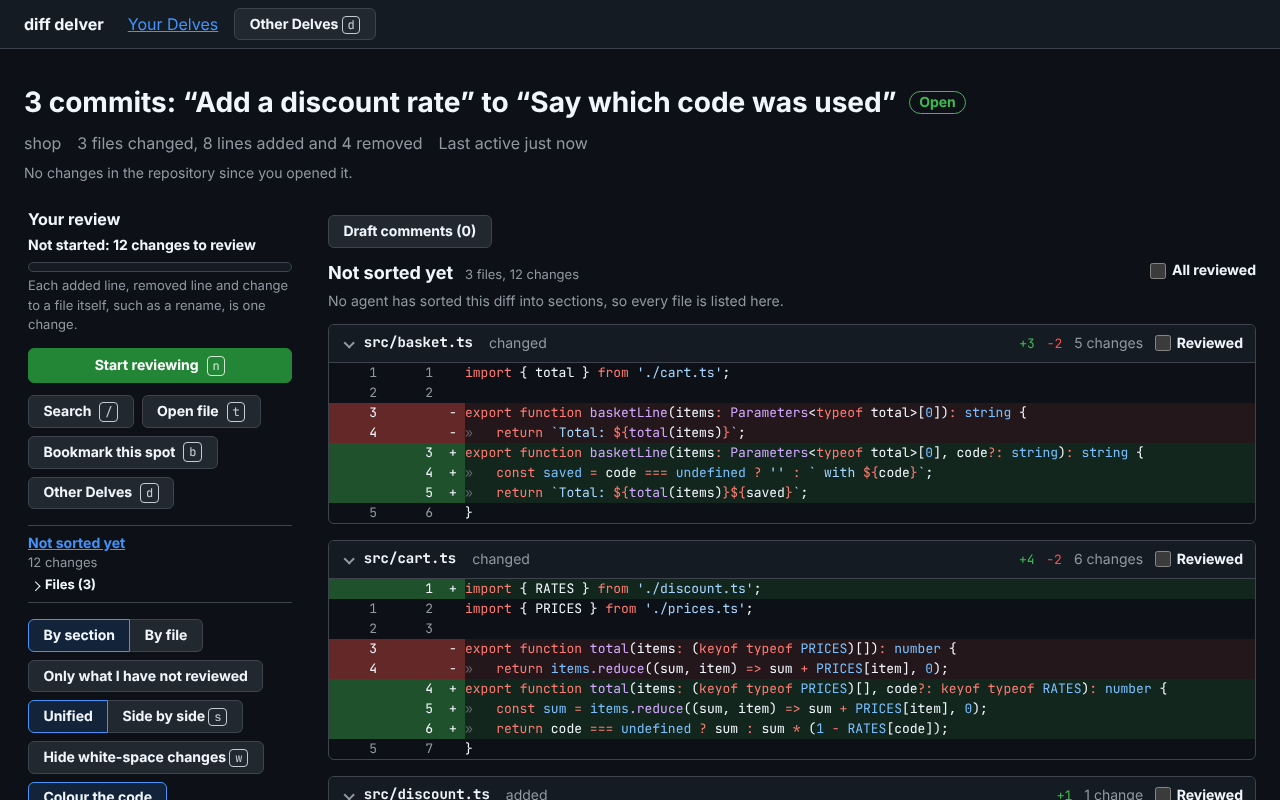 diff delver Your Delves Other Delves d
3 commits: “Add a discount rate” to “Say which code was used” Open
shop 3 files changed, 8 lines added and 4 removed Last active just now
No changes in the repository since you opened it.
Your review
Not started: 12 changes to review
Each added line, removed line and change
to a file itself, such as a rename, is one
change.
Start reviewing n
Search / Open file t
Bookmark this spot b
Other Delves d
Not sorted yet
12 changes
Files (3)
By section By file
Only what I have not reviewed
Unified Side by side s
Hide white-space changes w
Colour the code
Draft comments (0)
Not sorted yet 3 files, 12 changes All reviewed
No agent has sorted this diff into sections, so every file is listed here.
src/basket.ts changed +3 -2 5 changes Reviewed
1 1 import { total } from './cart.ts';
2 2
3 - export function basketLine(items: Parameters<typeof total>[0]): string {
4 - » return `Total: ${total(items)}`;
3 + export function basketLine(items: Parameters<typeof total>[0], code?: string): string {
4 + » const saved = code === undefined ? '' : ` with ${code}`;
5 + » return `Total: ${total(items)}${saved}`;
5 6 }
src/cart.ts changed +4 -2 6 changes Reviewed
1 + import { RATES } from './discount.ts';
1 2 import { PRICES } from './prices.ts';
2 3
3 - export function total(items: (keyof typeof PRICES)[]): number {
4 - » return items.reduce((sum, item) => sum + PRICES[item], 0);
4 + export function total(items: (keyof typeof PRICES)[], code?: keyof typeof RATES): number {
5 + » const sum = items.reduce((sum, item) => sum + PRICES[item], 0);
6 + » return code === undefined ? sum : sum * (1 - RATES[code]);
5 7 }
src/discount.ts added +1 1 change Reviewed